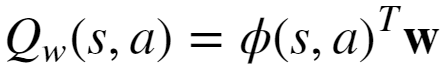 Q_w(s, a) = ϕ(s, a)^T **w**